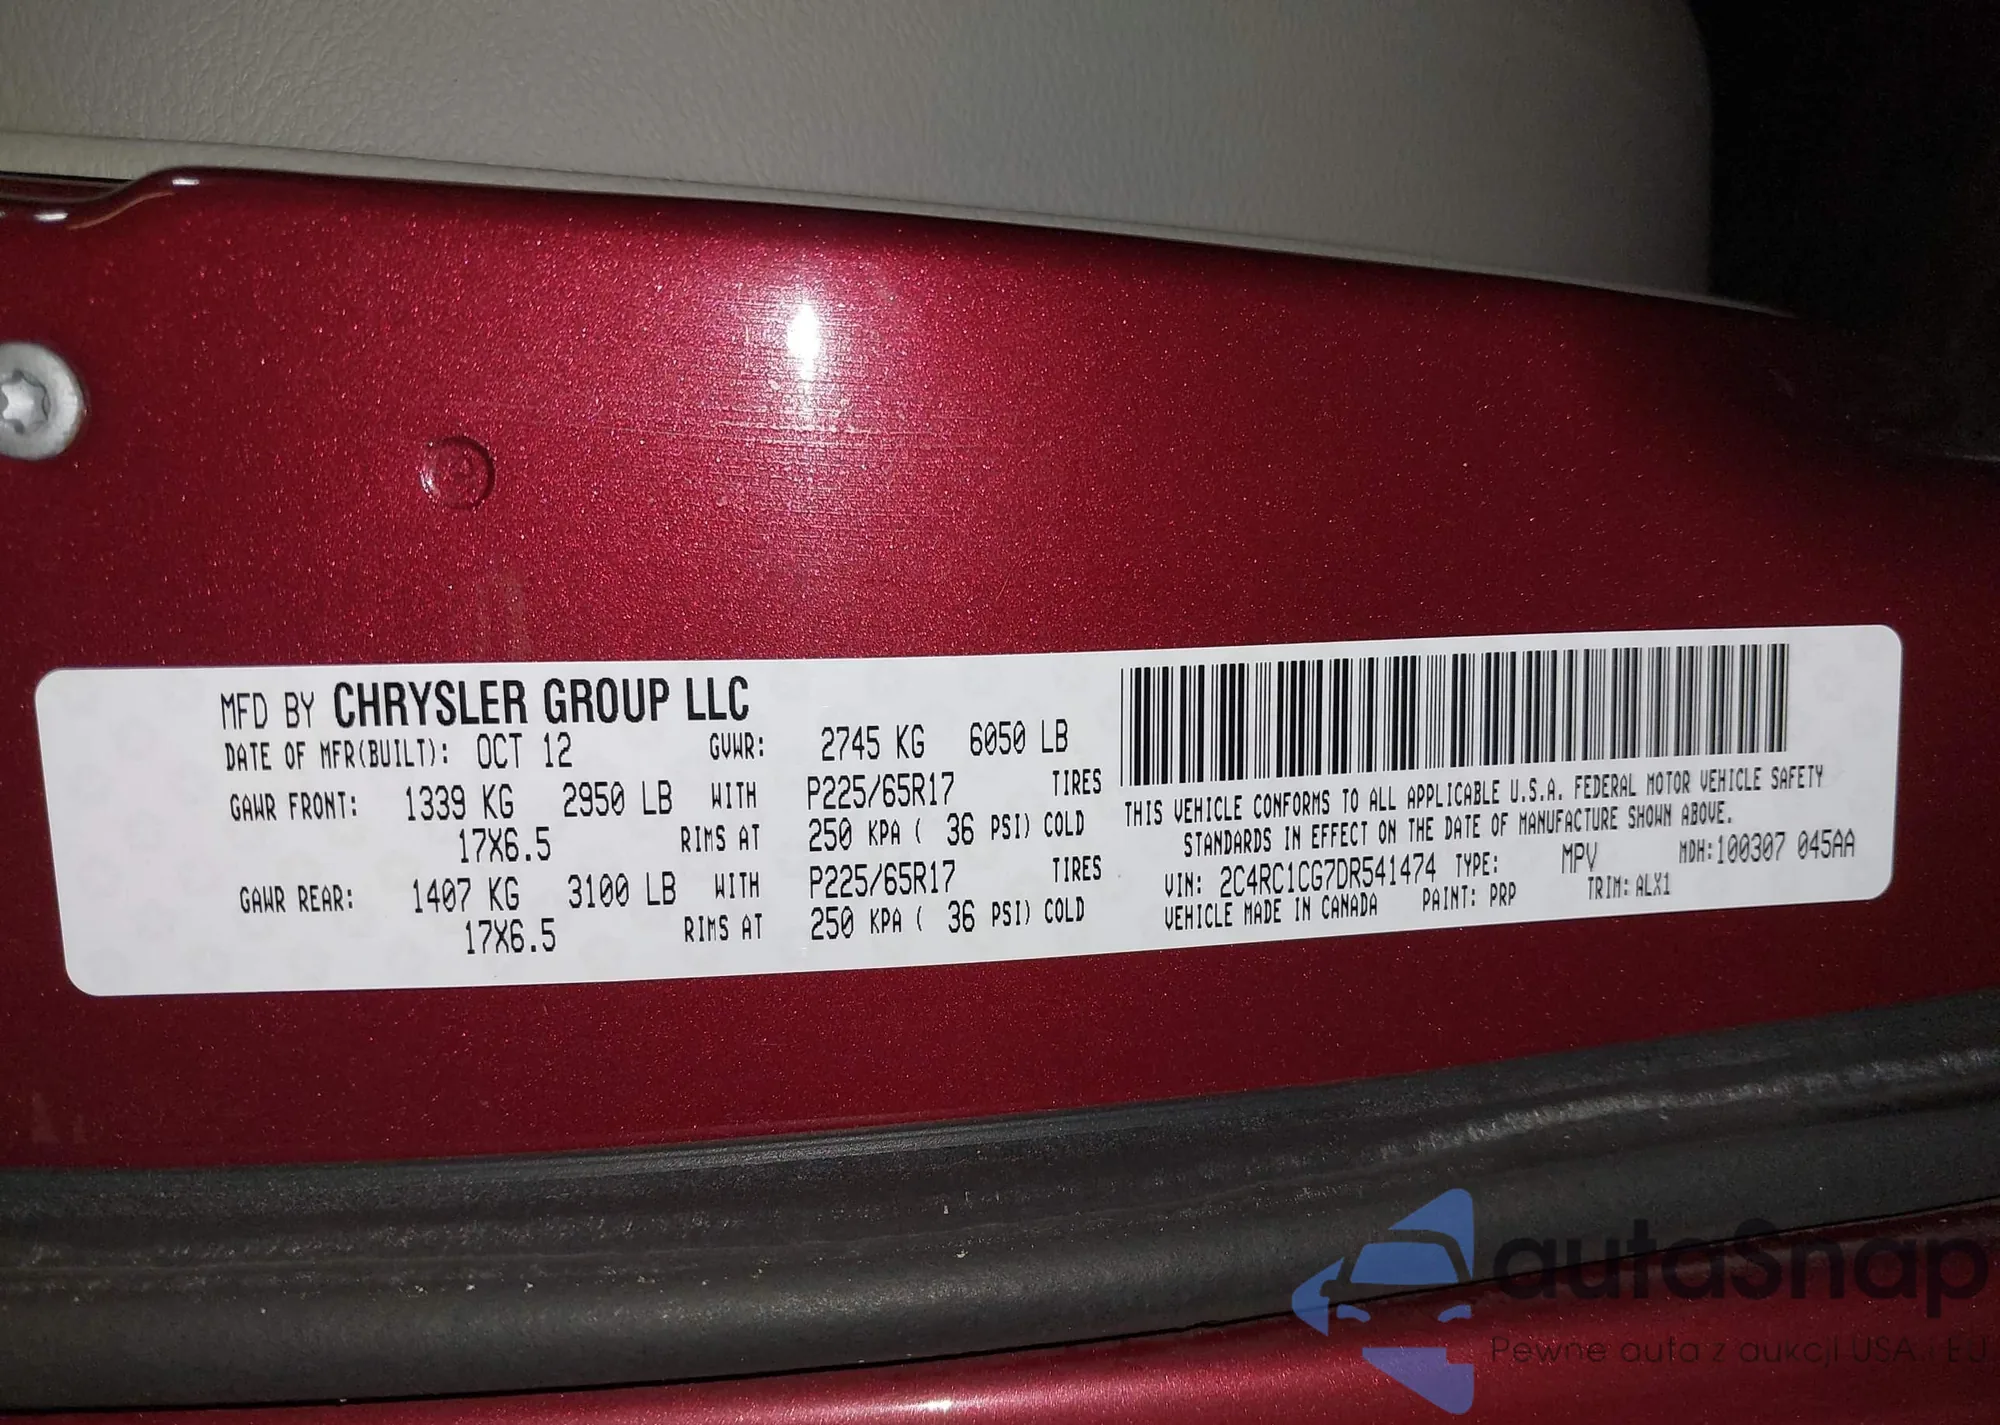 MFD BY CHRYSLER GROUP LLC
DATE OF MFR(BUILT): OCT 12 GVWR: 2745 KG 6050 LB
GAWR FRONT: 1339 KG 2950 LB WITH P225/65R17 TIRES
17X6.5 RIMS AT 250 KPA ( 36 PSI) COLD
GAWR REAR: 1407 KG 3100 LB WITH P225/65R17 TIRES
17X6.5 RIMS AT 250 KPA ( 36 PSI) COLD
THIS VEHICLE CONFORMS TO ALL APPLICABLE U.S.A. FEDERAL MOTOR VEHICLE SAFETY
STANDARDS IN EFFECT ON THE DATE OF MANUFACTURE SHOWN ABOVE.
VIN: 2C4RC1CG7DR541474 TYPE: MPV MDH:100307 045AA
VEHICLE MADE IN CANADA PAINT: PRP TRIM: ALX1
autaSnap
Pewne auta z aukcji USA i EU